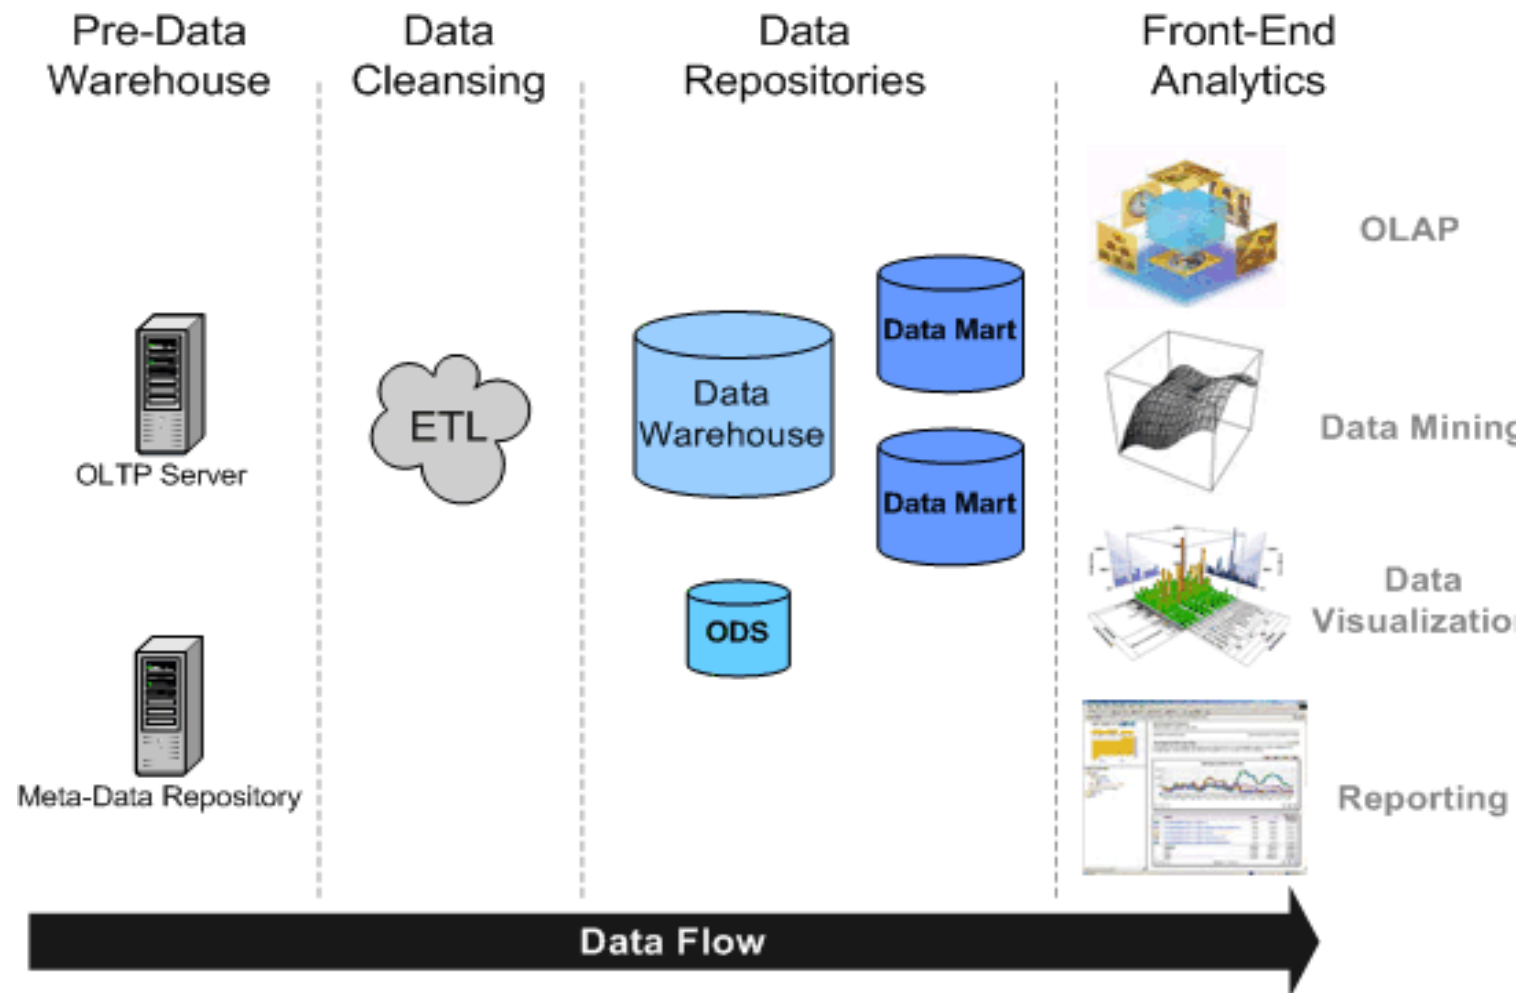 Pre-Data
Warehouse
Data
Cleansing
Data
Repositories
Front-End
Analytics
OLAP
Data Mart
Data
Warehouse
ETL
Data Mining
OLTP Server
Data Mart
Data
Visualization
ODS
Meta-Data Repository
Reporting
Data Flow